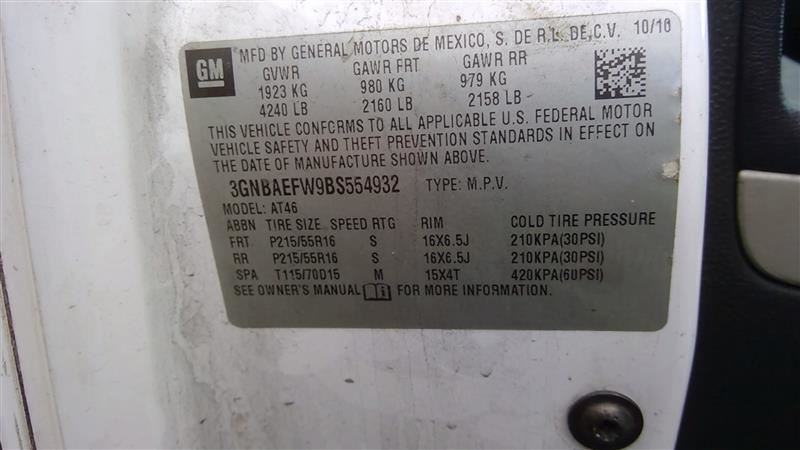 GM
MFD BY GENERAL MOTORS DE MEXICO, S. DE R.L. DE,C.V. 10/10
GVWR GAWR FRT GAWR RR
1923 KG 980 KG 979 KG
4240 LB 2160 LB 2158 LB
THIS VEHICLE CONFORMS TO ALL APPLICABLE U.S. FEDERAL MOTOR
VEHICLE SAFETY AND THEFT PREVENTION STANDARDS IN EFFECT ON
THE DATE OF MANUFACTURE SHOWN ABOVE.
3GNBAEFW9BS554932 TYPE: M.P.V.
MODEL: AT46
ABBN TIRE SIZE SPEED RTG RIM COLD TIRE PRESSURE
FRT P215/55R16 S 16X6.5J 210KPA(30PSI)
RR P215/55R16 S 16X6.5J 210KPA(30PSI)
SPA T115/70D15 M 15X4T 420KPA(60PSI)
SEE OWNER'S MANUAL FOR MORE INFORMATION.